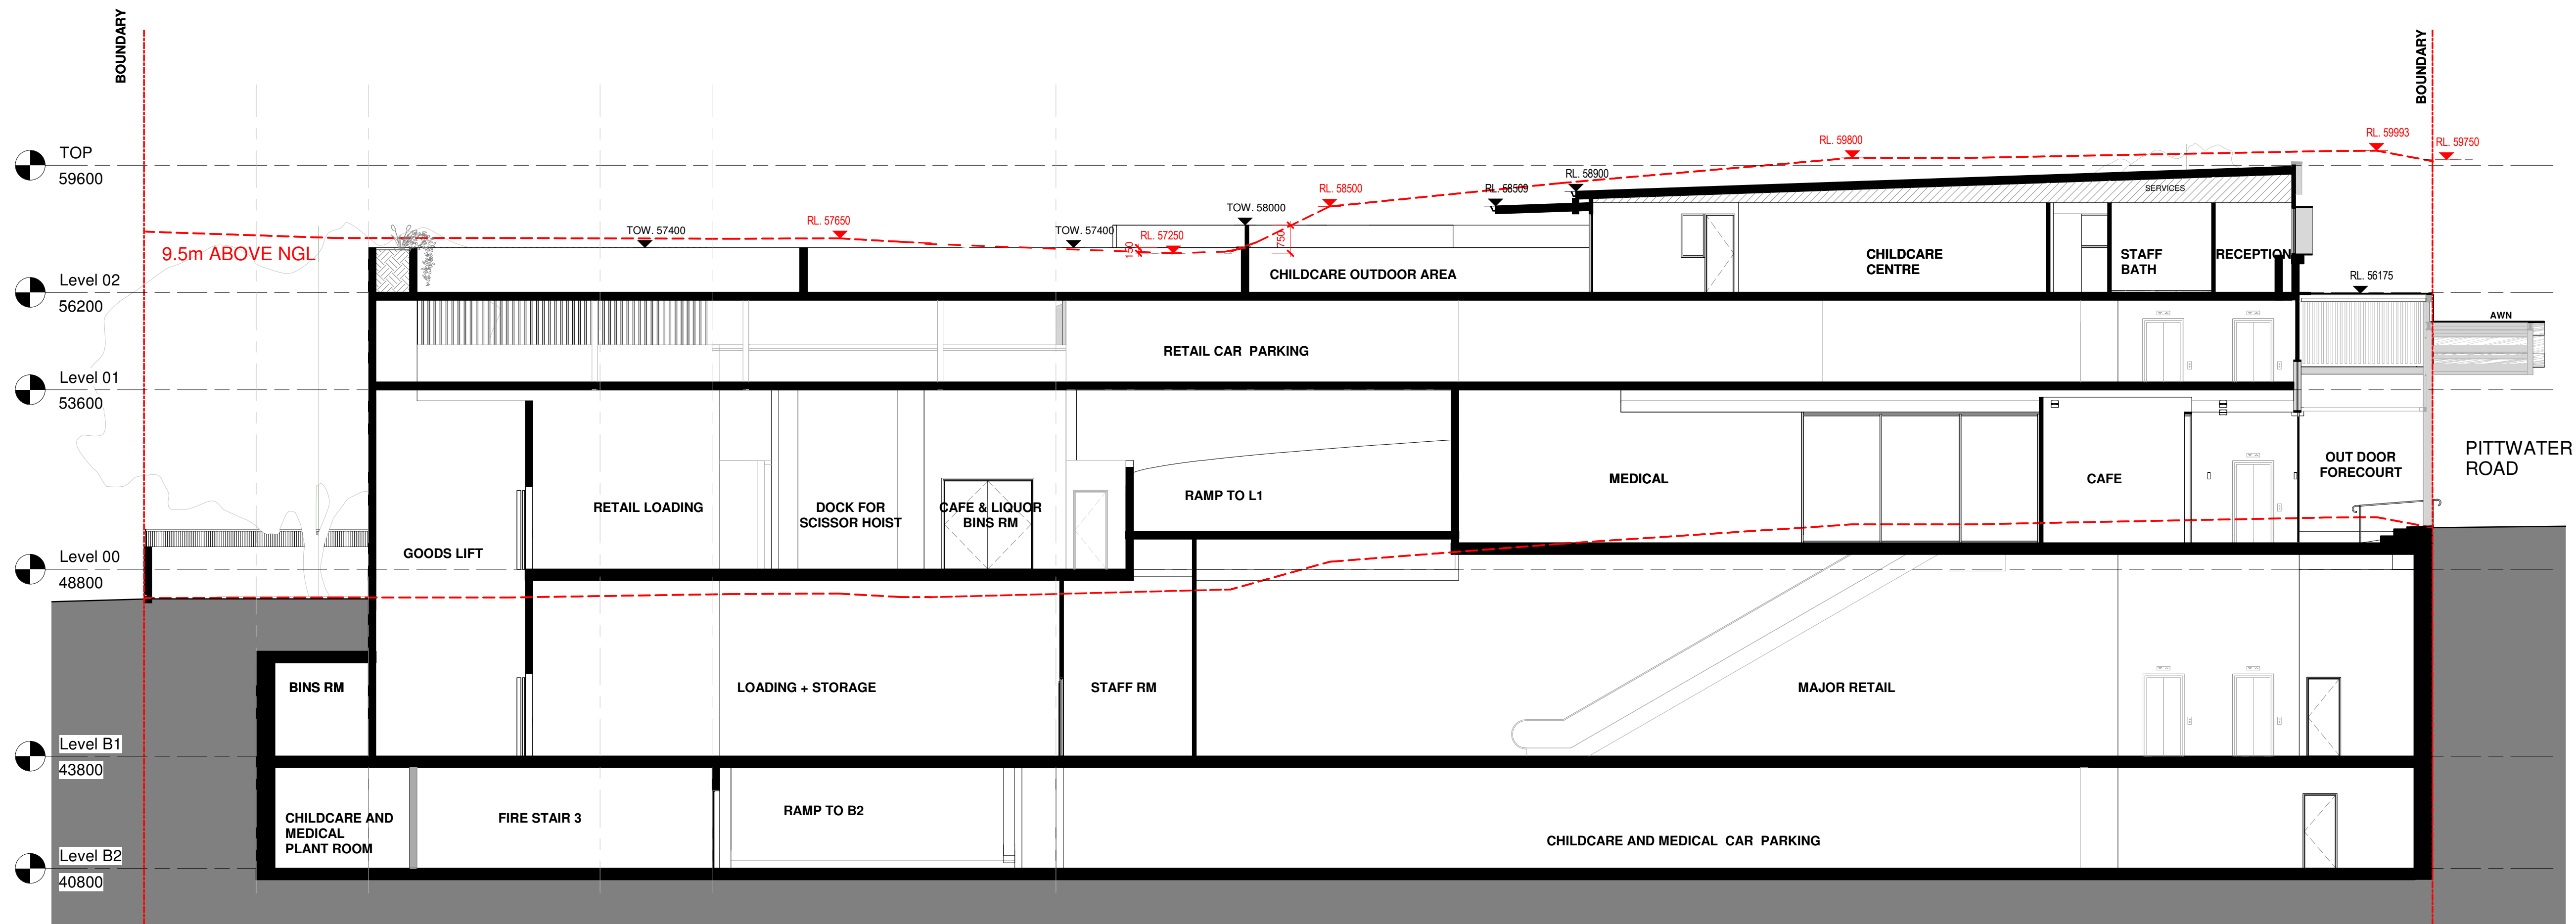 BOUNDARY
BOUNDARY
TOP
59600
RL. 59800
RL. 59993
RL. 59750
RL. 58900
RL. 58509
RL. 58500
SERVICES
TOW. 58000
RL. 57650
TOW. 57400
TOW. 57400
RL. 57250
150
750
9.5m ABOVE NGL
CHILDCARE OUTDOOR AREA
CHILDCARE
CENTRE
STAFF
BATH
RECEPTION
Level 02
56200
RL. 56175
AWN
RETAIL CAR PARKING
Level 01
53600
PITTWATER
ROAD
OUT DOOR
FORECOURT
MEDICAL
CAFE
RAMP TO L1
RETAIL LOADING
DOCK FOR
SCISSOR HOIST
CAFE & LIQUOR
BINS RM
GOODS LIFT
Level 00
48800
BINS RM
LOADING + STORAGE
STAFF RM
MAJOR RETAIL
Level B1
43800
CHILDCARE AND
MEDICAL
PLANT ROOM
FIRE STAIR 3
RAMP TO B2
CHILDCARE AND MEDICAL CAR PARKING
Level B2
40800